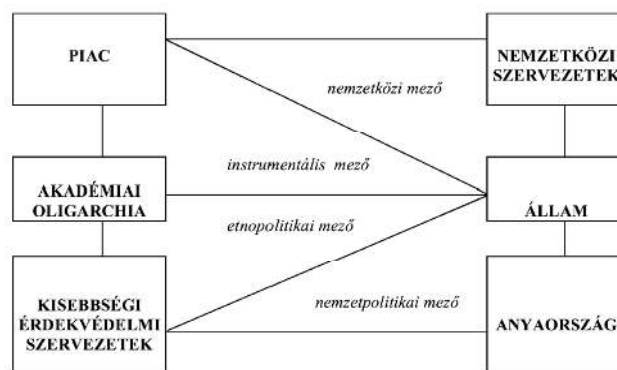 PIAC
NEMZETKÖZI
SZERVEZETEK
nemzetközi mező
instrumentális mező
AKADÉMIAI
OLIGARCHIA
ÁLLAM
etnopolitikai mező
KISEBBSÉGI
ÉRDEKVÉDELMI
SZERVEZETEK
nemzetpolitikai mező
ANYAORSZÁG